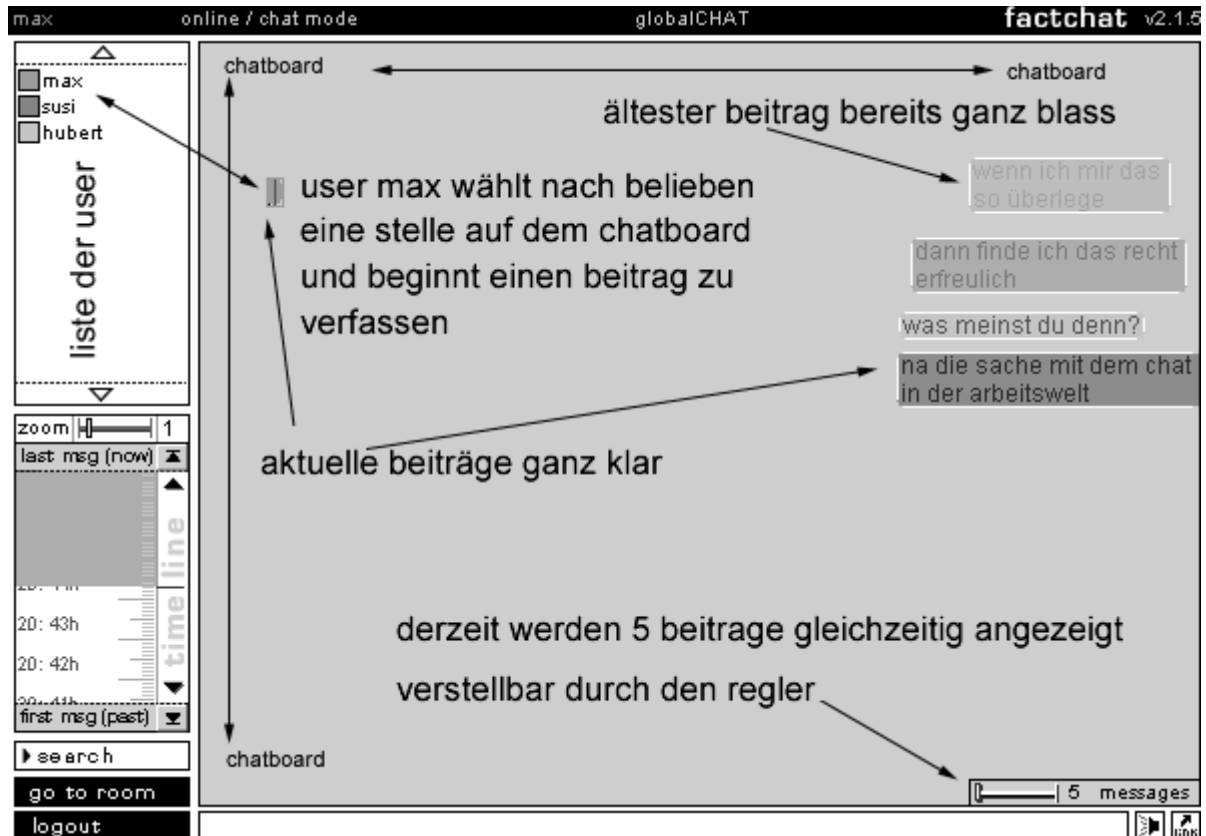 max online / chat mode globalCHAT factchat v2.1.5
max
susi
hubert
liste der user
zoom 1
last msg (now)
time line
20: 43h
20: 42h
first msg (past)
search
go to room
logout
chatboard
chatboard
ältester beitrag bereits ganz blass
wenn ich mir das
so überlege
user max wählt nach belieben
eine stelle auf dem chatboard
und beginnt einen beitrag zu
verfassen
dann finde ich das recht
erfreulich
was meinst du denn?
na die sache mit dem chat
in der arbeitswelt
aktuelle beiträge ganz klar
derzeit werden 5 beitrage gleichzeitig angezeigt
verstellbar durch den regler
chatboard
5 messages
link